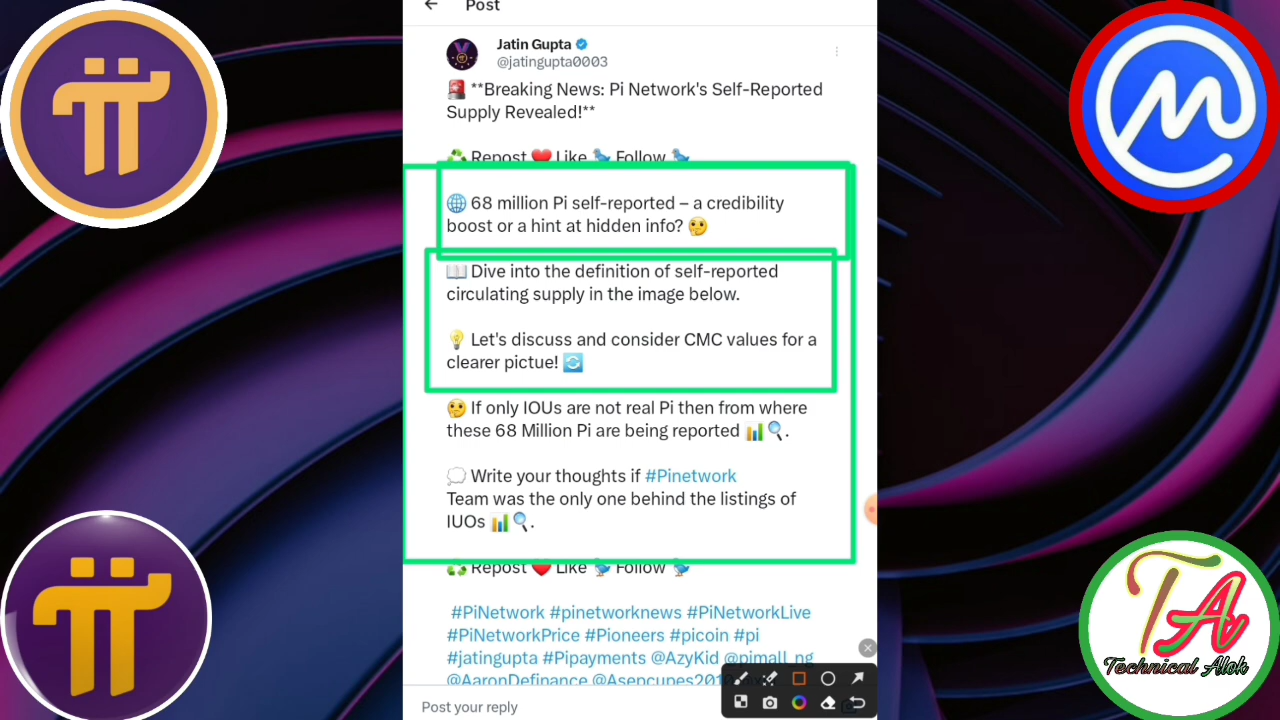 Post
Jatin Gupta
@jatingupta0003
🚨 **Breaking News: Pi Network's Self-Reported
Supply Revealed!**
♻️ Repost ❤️ Like 🐦 Follow 🐦
🌐 68 million Pi self-reported – a credibility
boost or a hint at hidden info? 🤔
📖 Dive into the definition of self-reported
circulating supply in the image below.
💡 Let's discuss and consider CMC values for a
clearer pictue! 🔄
🤔 If only IOUs are not real Pi then from where
these 68 Million Pi are being reported 📊🔍.
💭 Write your thoughts if #Pinetwork
Team was the only one behind the listings of
IUOs 📊🔍.
♻️ Repost ❤️ Like 🐦 Follow 🐦
#PiNetwork #pinetworknews #PiNetworkLive
#PiNetworkPrice #Pioneers #picoin #pi
#jatingupta #Pipayments @AzyKid @pimall_ng
@AaronDefinance
Post your reply
TA
Technical Alok